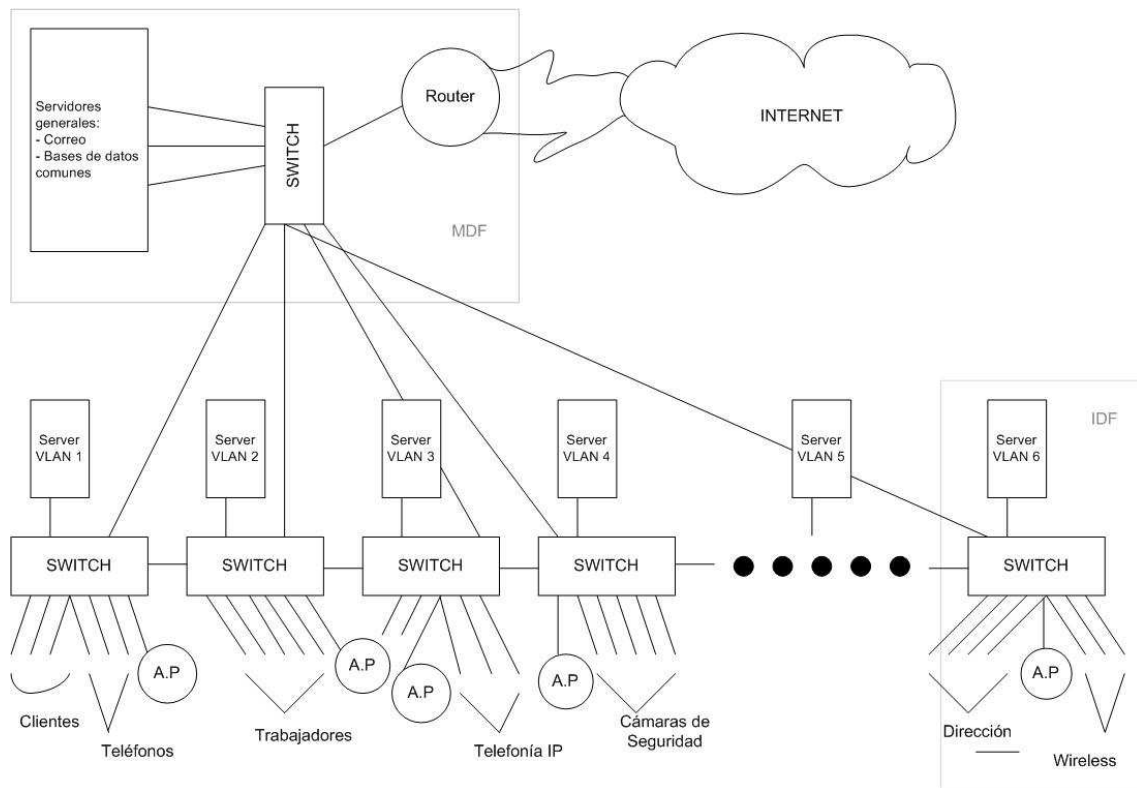 Servidores
generales:
- Correo
- Bases de datos
comunes
SWITCH
Router
INTERNET
MDF
Server
VLAN 1
Server
VLAN 2
Server
VLAN 3
Server
VLAN 4
Server
VLAN 5
Server
VLAN 6
IDF
SWITCH
SWITCH
SWITCH
SWITCH
SWITCH
A.P
A.P
A.P
A.P
A.P
Clientes
Teléfonos
Trabajadores
Telefonía IP
Cámaras de
Seguridad
Dirección
Wireless